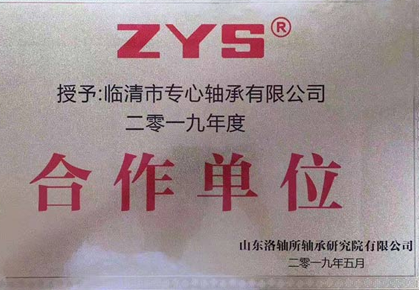 ZYS®
授予:临清市专心轴承有限公司
二零一九年度
合作单位
山东洛轴所轴承研究院有限公司
二零一九年五月